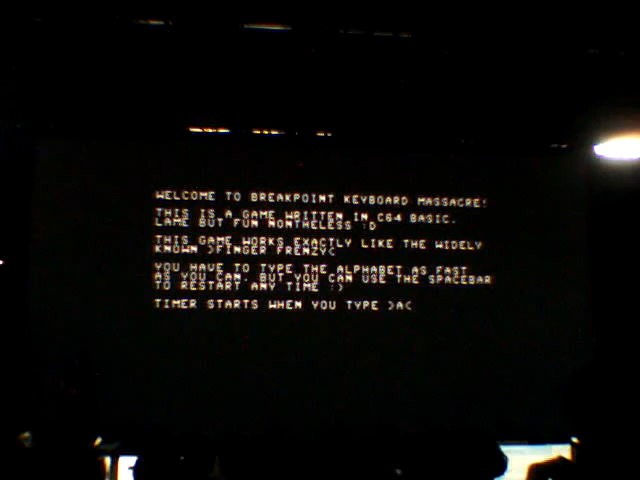 WELCOME TO BREAKPOINT KEYBOARD MASSACRE!
THIS IS A GAME WRITTEN IN C64 BASIC.
LAME BUT FUN NONTHELESS :D
THIS GAME WORKS EXACTLY LIKE THE WIDELY
KNOWN >FINGER FRENZY<
YOU HAVE TO TYPE THE ALPHABET AS FAST
AS YOU CAN. BUT YOU CAN USE THE SPACEBAR
TO RESTART ANY TIME :)
TIMER STARTS WHEN YOU TYPE >A<